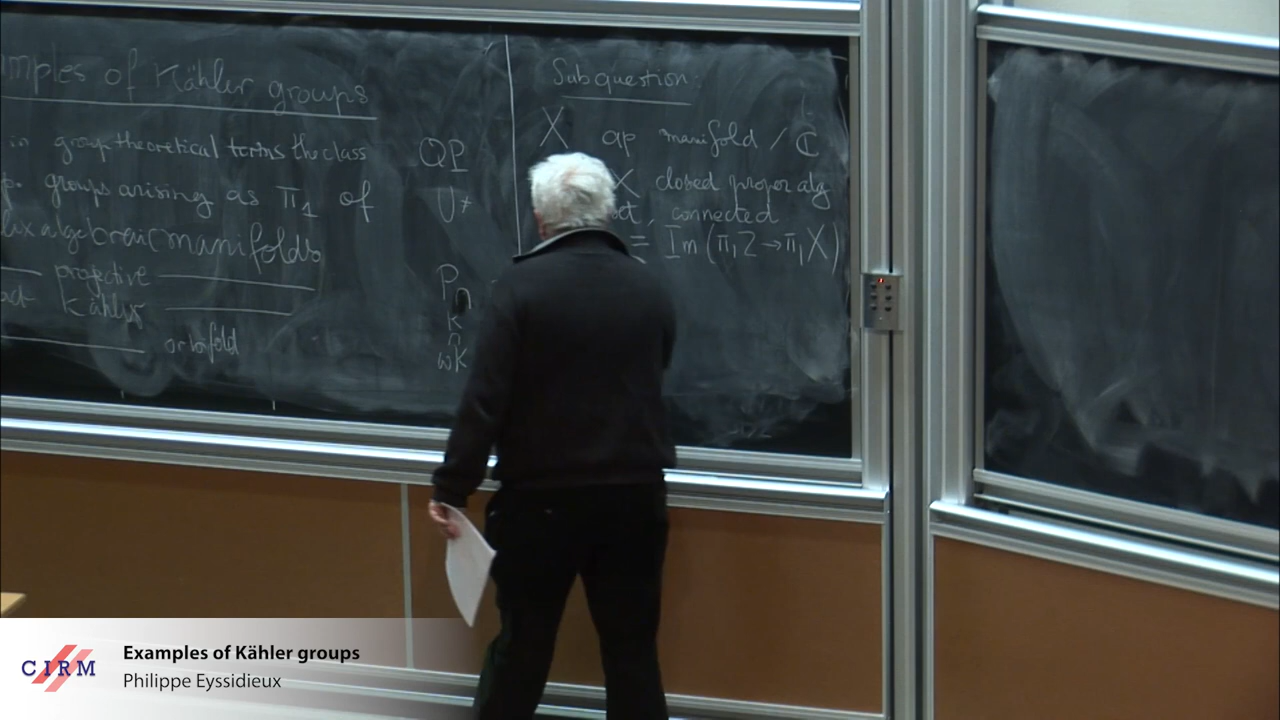 mples of Kähler groups
in group theoretical terms the class
groups arising as π₁ of
lex algebraic manifolds
projective
act Kähler
orbifold
QP
U
P
∩
K
∩
wK
Subquestion:
X qp manifold / ℂ
X closed proper alg
connected
= Im (π₁Z→π₁X)
CIRM
Examples of Kähler groups
Philippe Eyssidieux